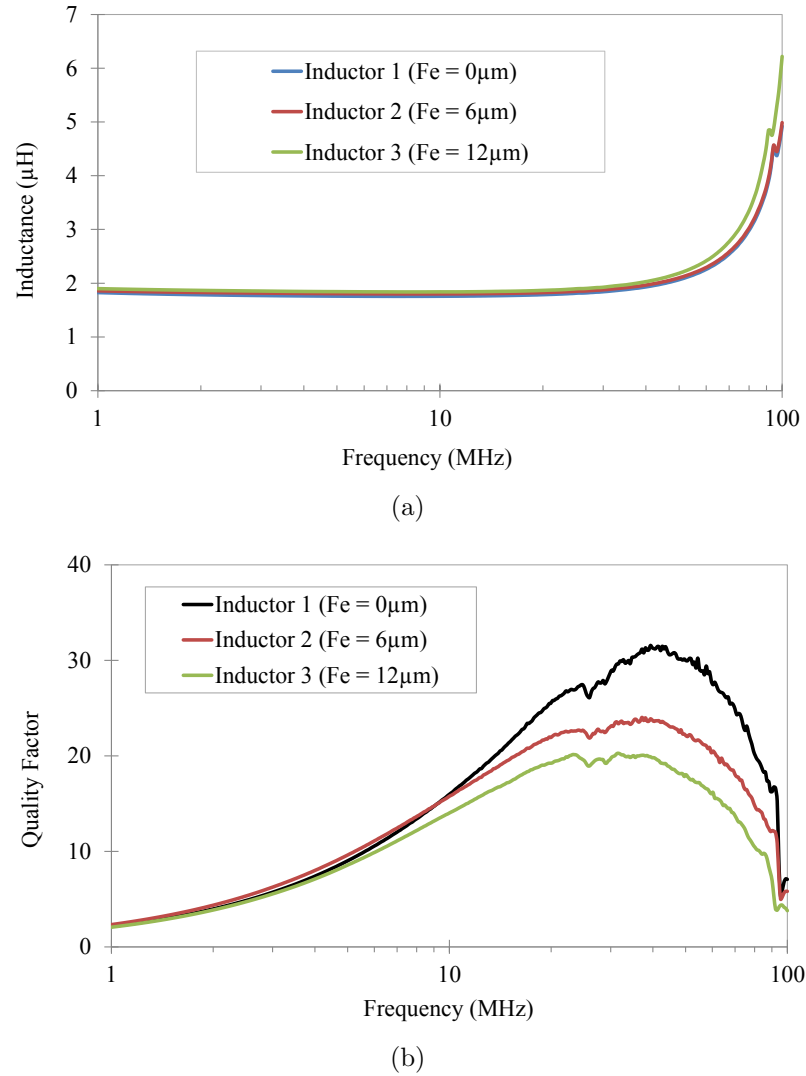 7
6
5
4
3
2
1
0
Inductance (µH)
Inductor 1 (Fe = 0µm)
Inductor 2 (Fe = 6µm)
Inductor 3 (Fe = 12µm)
1
10
100
Frequency (MHz)
(a)
40
30
20
10
0
Quality Factor
Inductor 1 (Fe = 0µm)
Inductor 2 (Fe = 6µm)
Inductor 3 (Fe = 12µm)
1
10
100
Frequency (MHz)
(b)